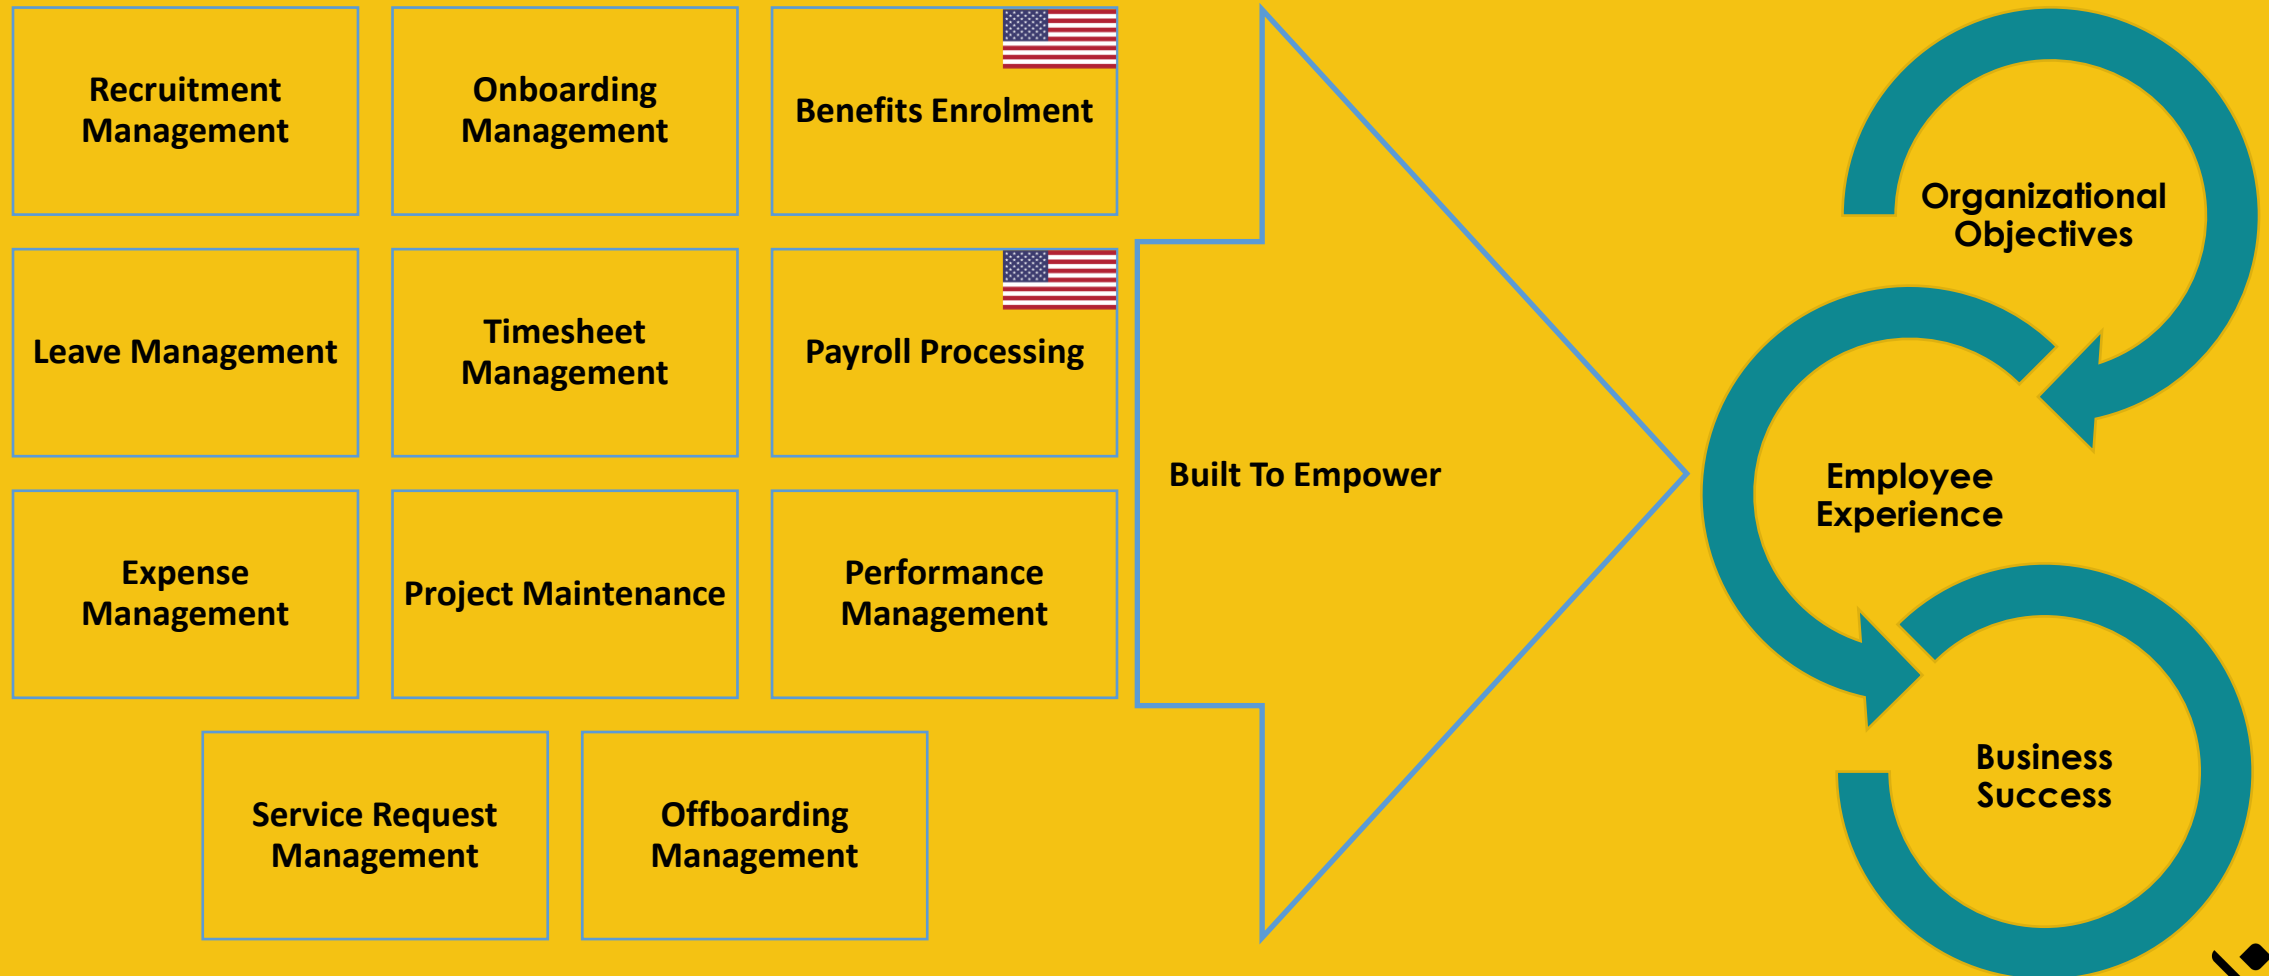 Recruitment
Management
Onboarding
Management
Benefits Enrolment
Leave Management
Timesheet
Management
Payroll Processing
Expense
Management
Project Maintenance
Performance
Management
Service Request
Management
Offboarding
Management
Built To Empower
Organizational
Objectives
Employee
Experience
Business
Success